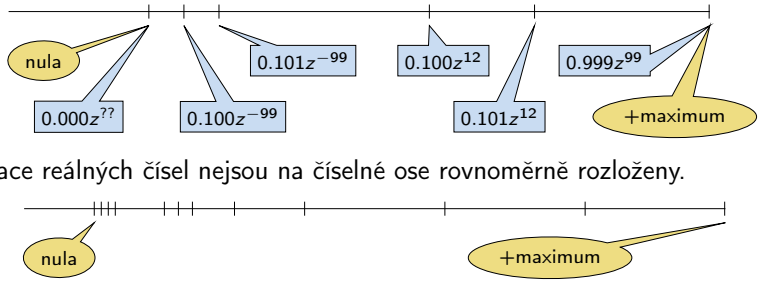 nula
0.101z⁻⁹⁹
0.100z¹²
0.999z⁹⁹
0.000z^??
0.100z⁻⁹⁹
0.101z¹²
+maximum
ace reálných čísel nejsou na číselné ose rovnoměrně rozloženy.
nula
+maximum